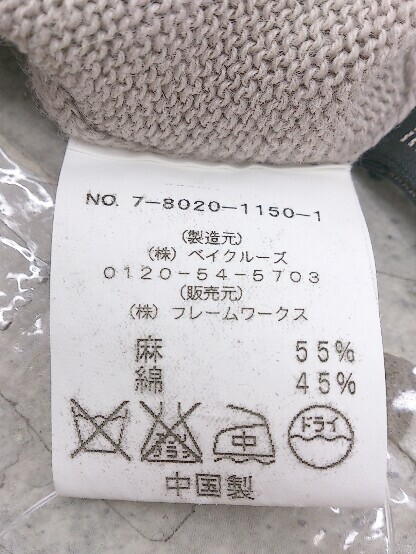 NO. 7-8020-1150-1
(製造元)
(株) ベイクルーズ
0120-54-5703
(販売元)
(株) フレームワークス
麻 55%
綿 45%
中 ドライ
中国製